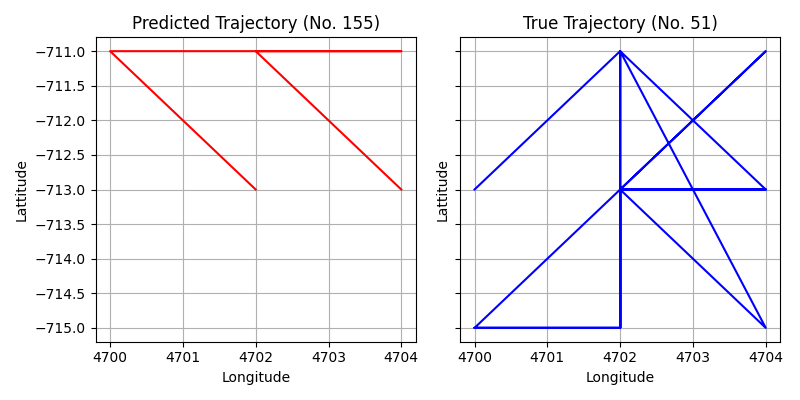 Predicted Trajectory (No. 155)
True Trajectory (No. 51)
−711.0
−711.5
−712.0
−712.5
−713.0
−713.5
−714.0
−714.5
−715.0
Lattitude
Lattitude
4700 4701 4702 4703 4704
4700 4701 4702 4703 4704
Longitude
Longitude